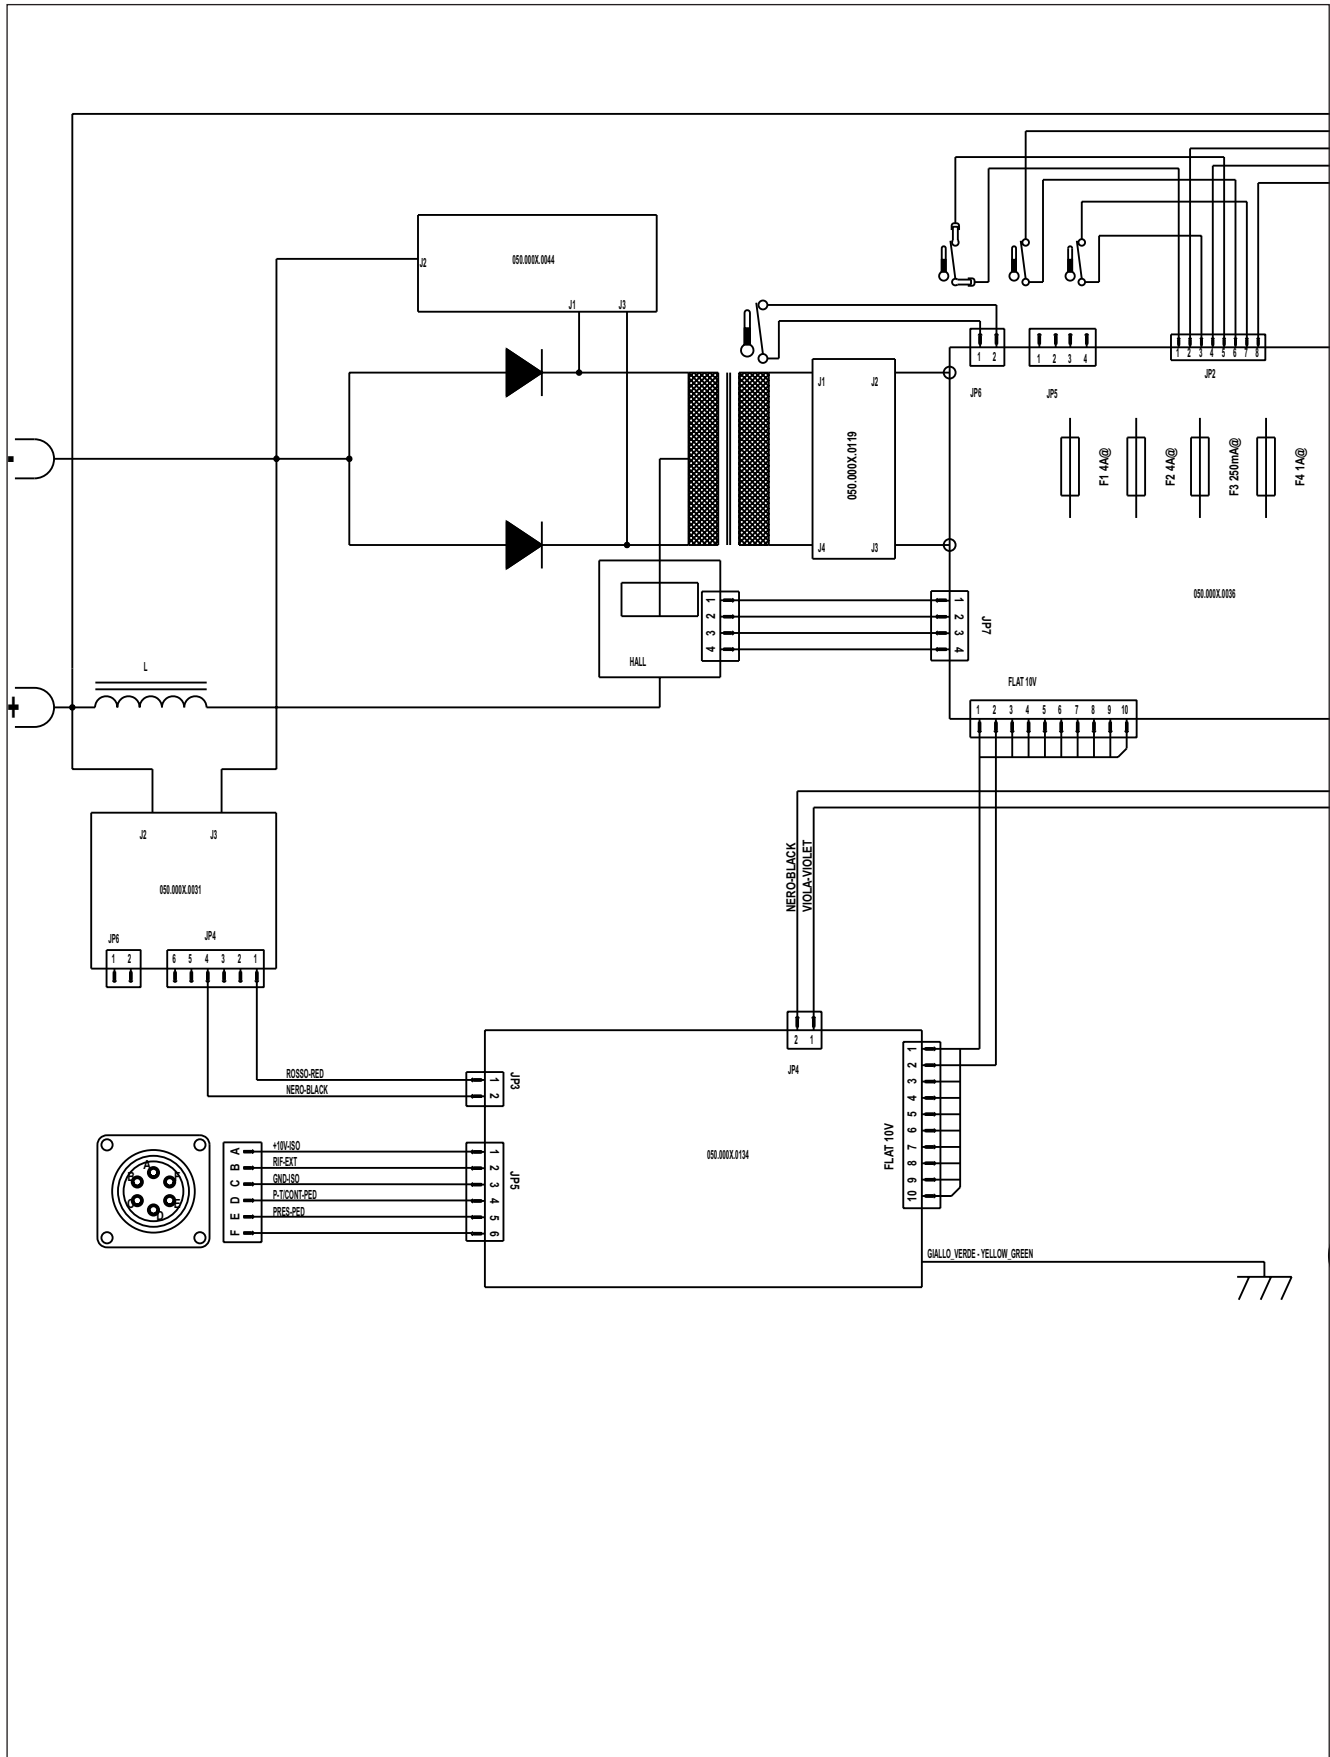 050.000X.0044
J2
J1 J3
J1 J2
050.000X.0119
J4 J3
1 2
JP6
1 2 3 4
JP5
1 2 3 4 5 6 7 8
JP2
F1 4A@
F2 4A@
F3 250mA@
F4 1A@
050.000X.0036
-
+
L
HALL
1 2 3 4
1 2 3 4
JP7
FLAT 10V
1 2 3 4 5 6 7 8 9 10
J2 J3
050.000X.0031
JP6
1 2
JP4
6 5 4 3 2 1
NERO-BLACK
VIOLA-VIOLET
2 1
JP4
ROSSO-RED
NERO-BLACK
1 2
JP3
A B C D E F
A B C D E F
+10V-ISO
RIF-EXT
GND-ISO
P-T/CONT-PED
PRES-PED
1 2 3 4 5 6
JP5
050.000X.0134
FLAT 10V
1 2 3 4 5 6 7 8 9 10
GIALLO_VERDE - YELLOW_GREEN